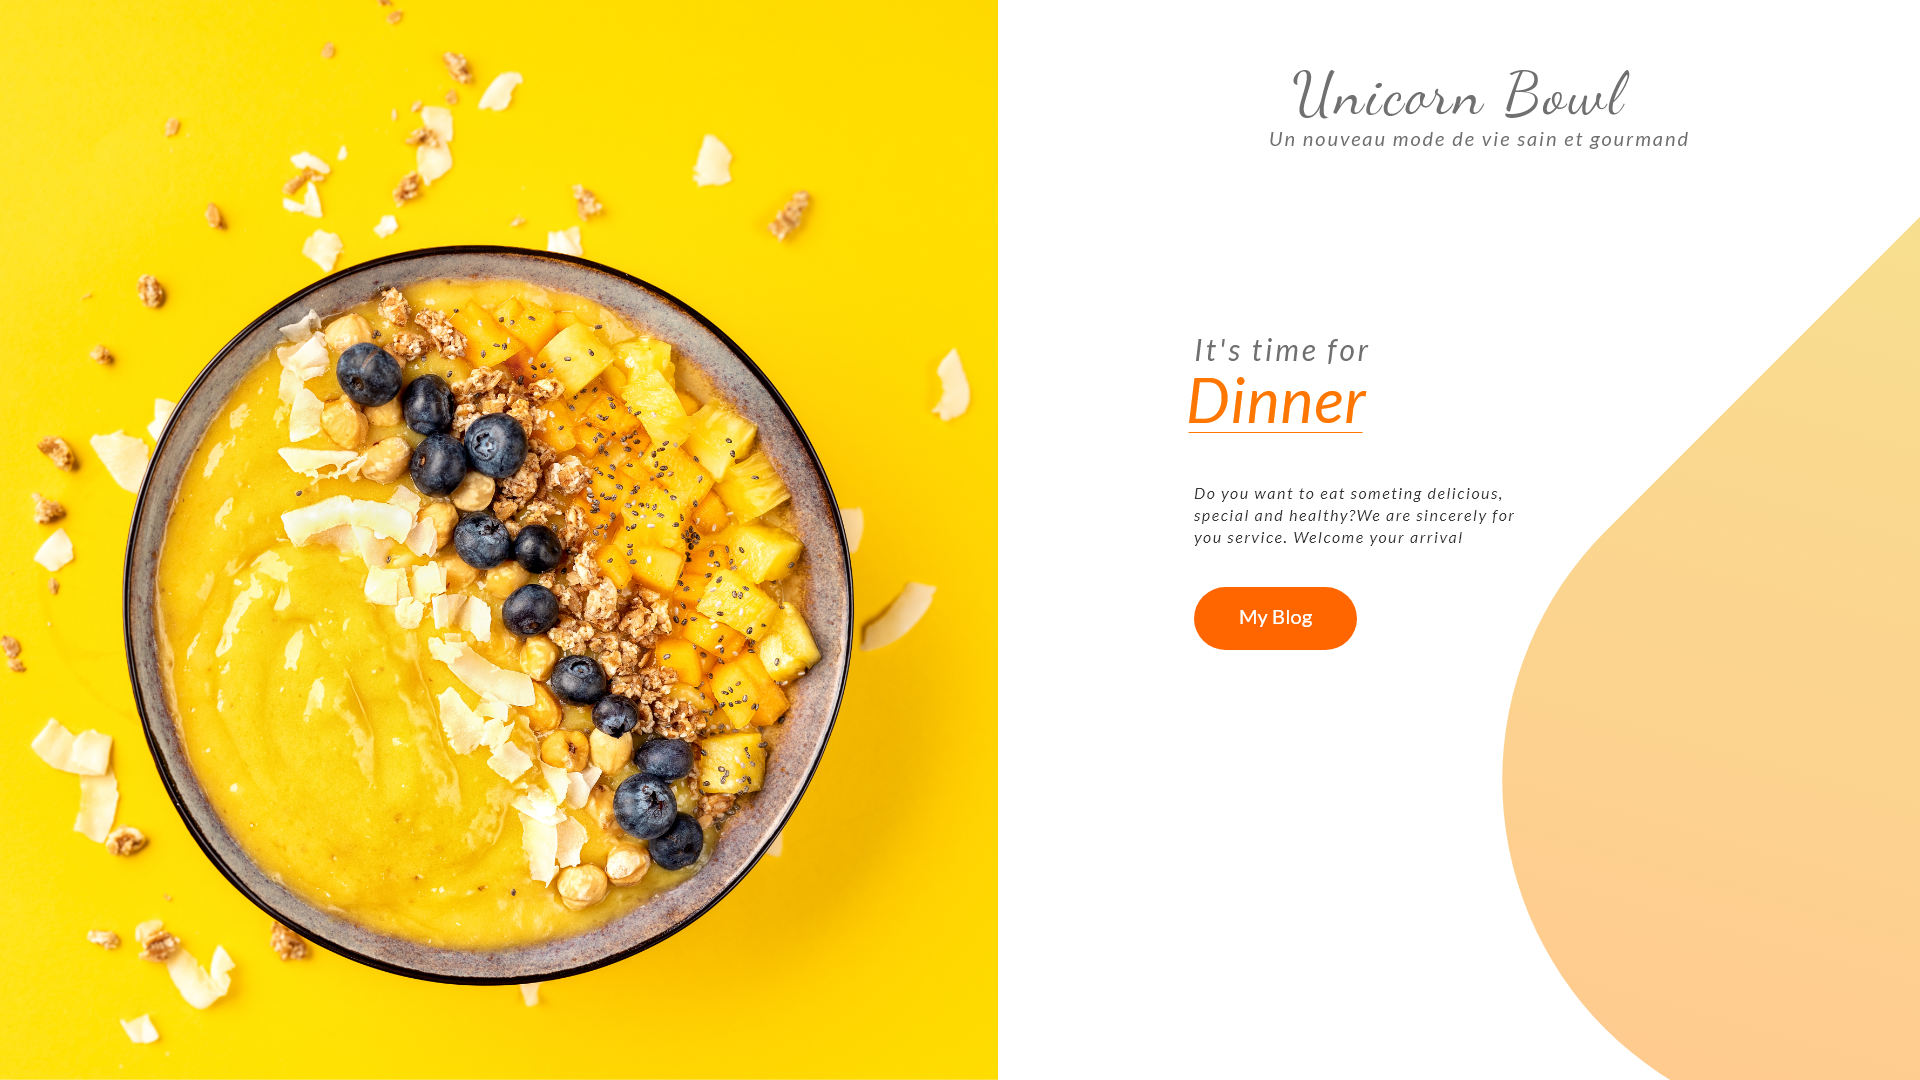 Unicorn Bowl
Un nouveau mode de vie sain et gourmand
It's time for
Dinner
Do you want to eat someting delicious,
special and healthy?We are sincerely for
you service. Welcome your arrival
My Blog